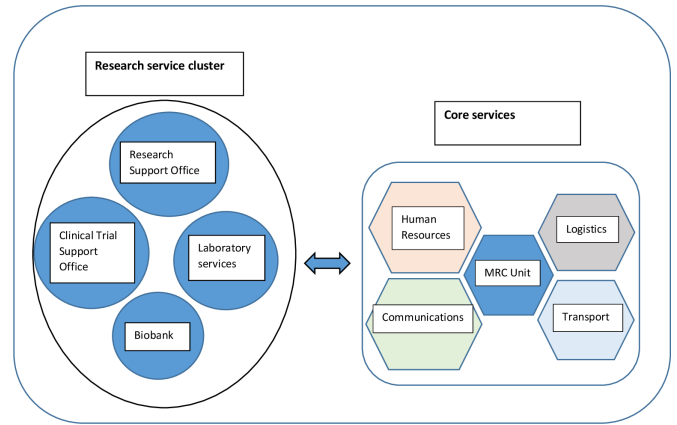 Research service cluster
Research
Support Office
Clinical Trial
Support
Office
Laboratory
services
Biobank
Core services
Human
Resources
Logistics
MRC Unit
Communications
Transport